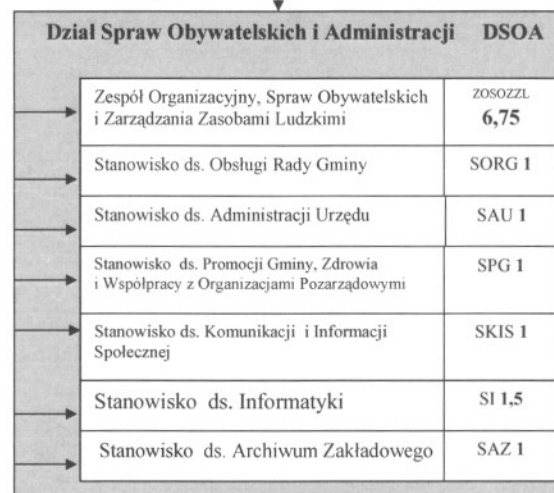 Dział Spraw Obywatelskich i Administracji DSOA
Zespół Organizacyjny, Spraw Obywatelskich
i Zarządzania Zasobami Ludzkimi
ZOSOZZL
6,75
Stanowisko ds. Obsługi Rady Gminy
SORG 1
Stanowisko ds. Administracji Urzędu
SAU 1
Stanowisko ds. Promocji Gminy, Zdrowia
i Współpracy z Organizacjami Pozarządowymi
SPG 1
Stanowisko ds. Komunikacji i Informacji
Społecznej
SKIS 1
Stanowisko ds. Informatyki
SI 1,5
Stanowisko ds. Archiwum Zakładowego
SAZ 1